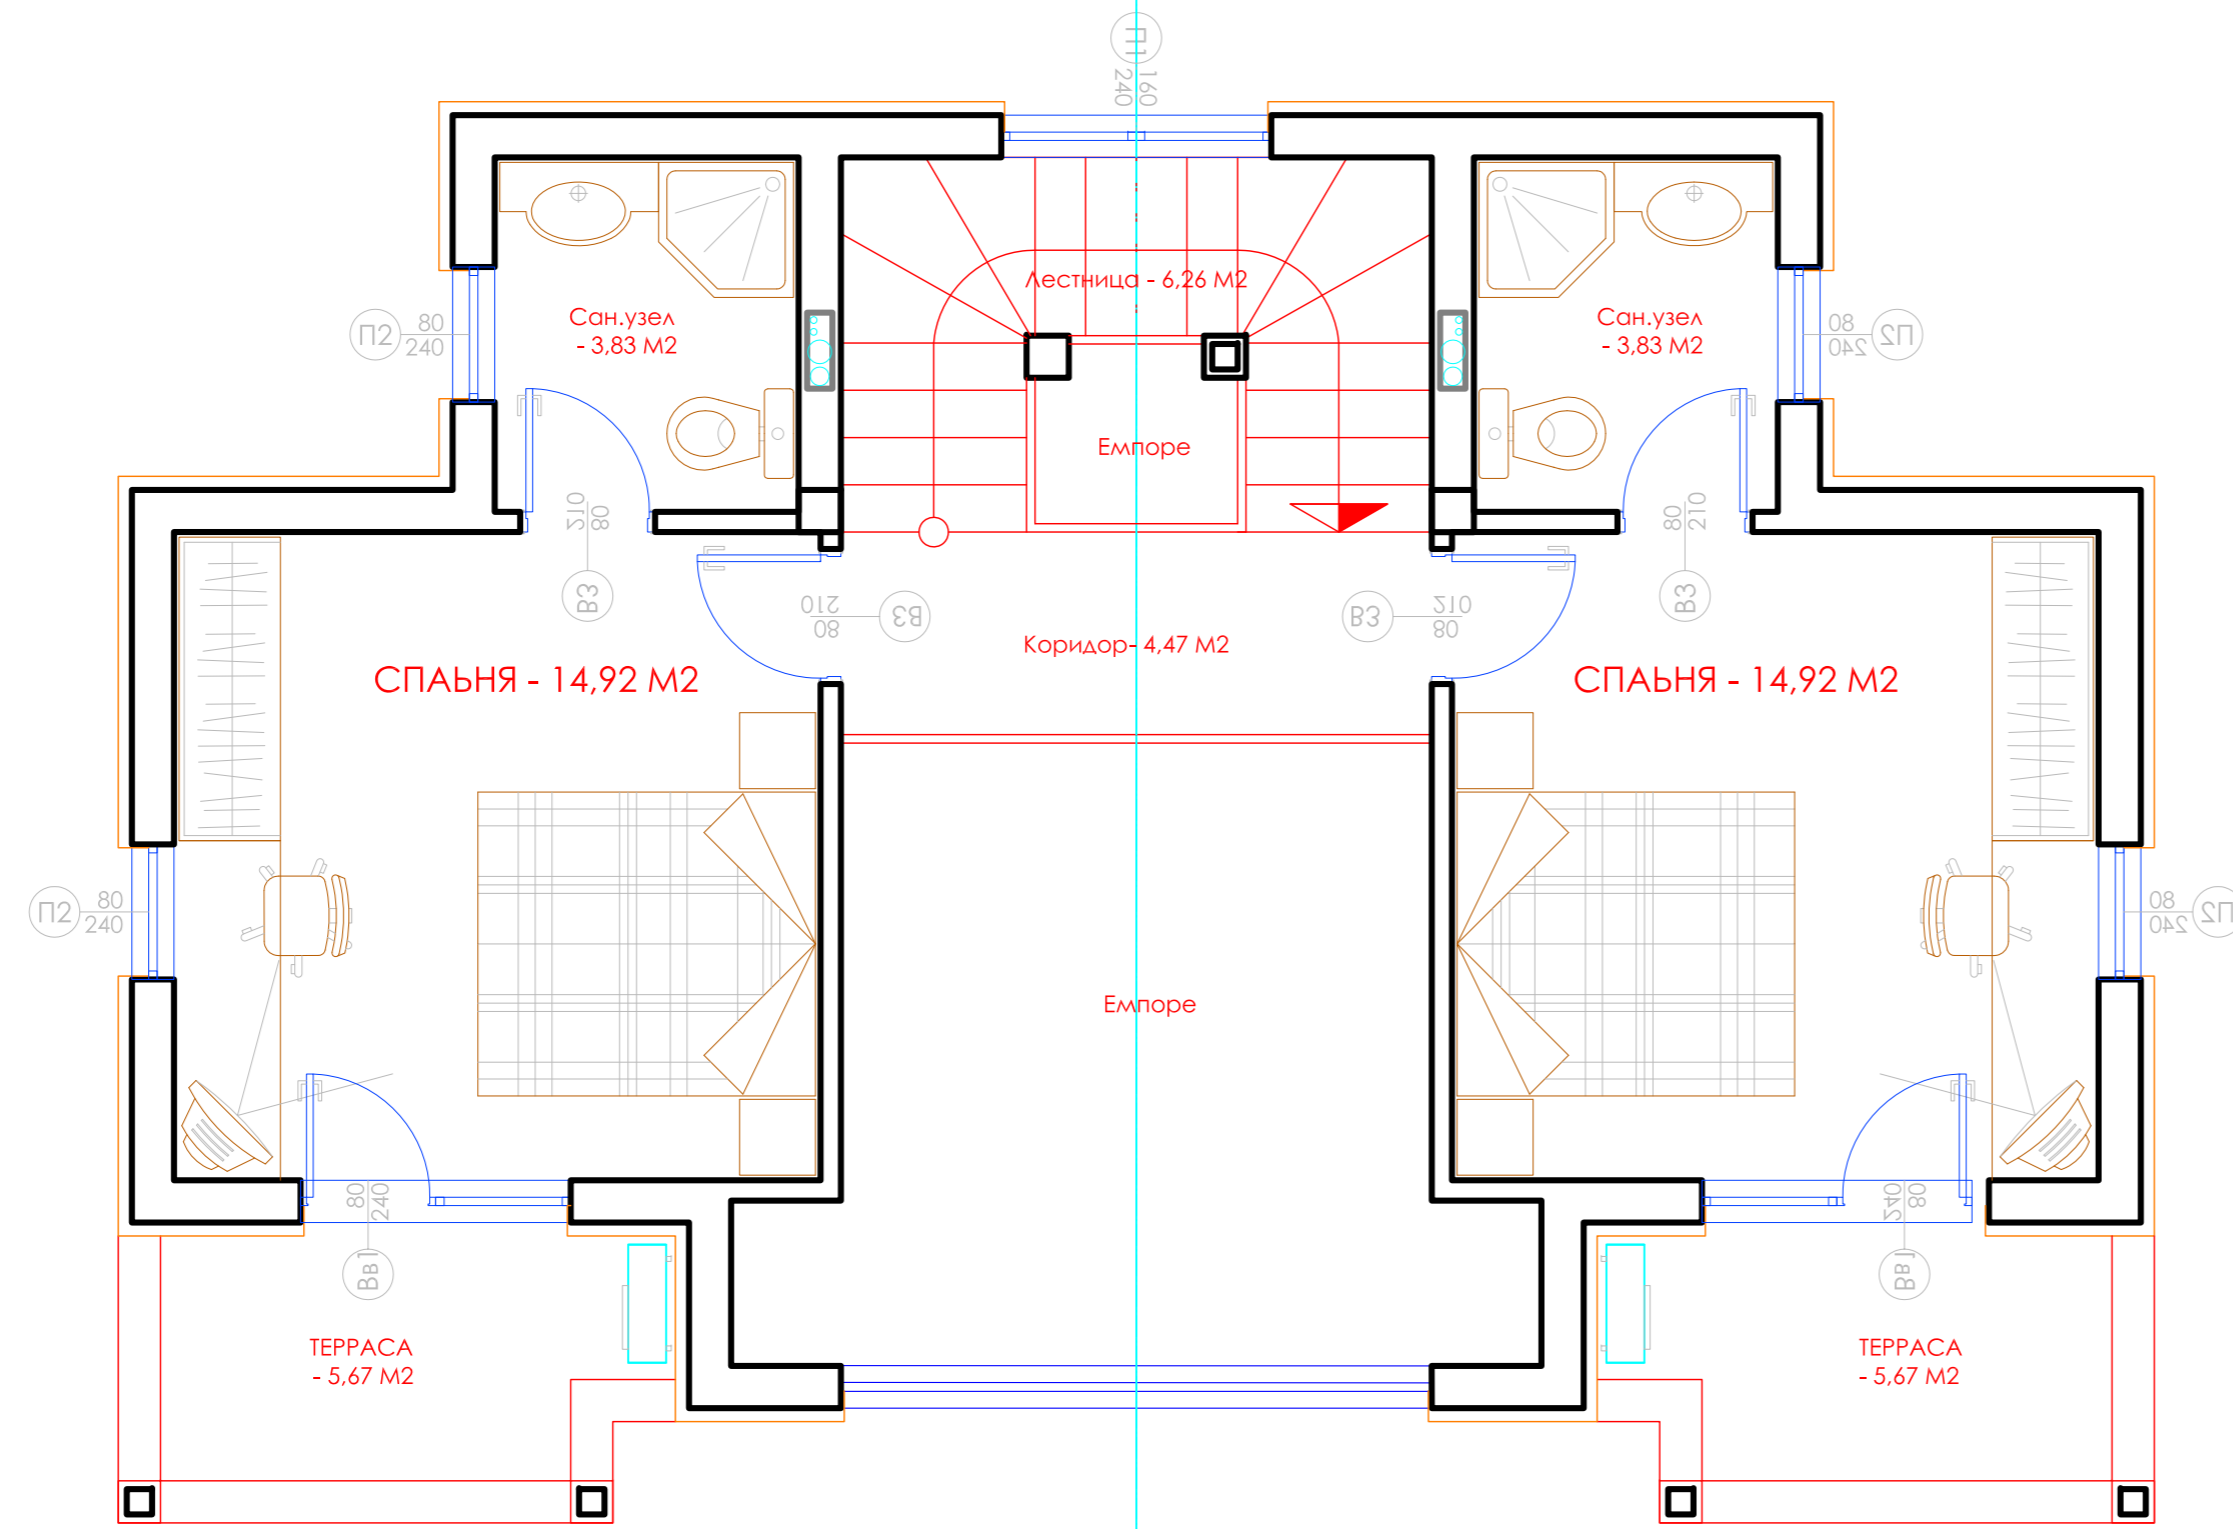 П1
160
240
Лестница - 6,26 М2
Сан.узел
- 3,83 М2
Сан.узел
- 3,83 М2
П2
80
240
80
240
П2
Емпоре
210
80
В3
80
210
В3
210
80
В3
В3
210
80
Коридор- 4,47 М2
СПАЬНЯ - 14,92 М2
СПАЬНЯ - 14,92 М2
П2
80
240
80
240
П2
Емпоре
80
240
Вв1
240
80
Вв1
ТЕРРАСА
- 5,67 М2
ТЕРРАСА
- 5,67 М2